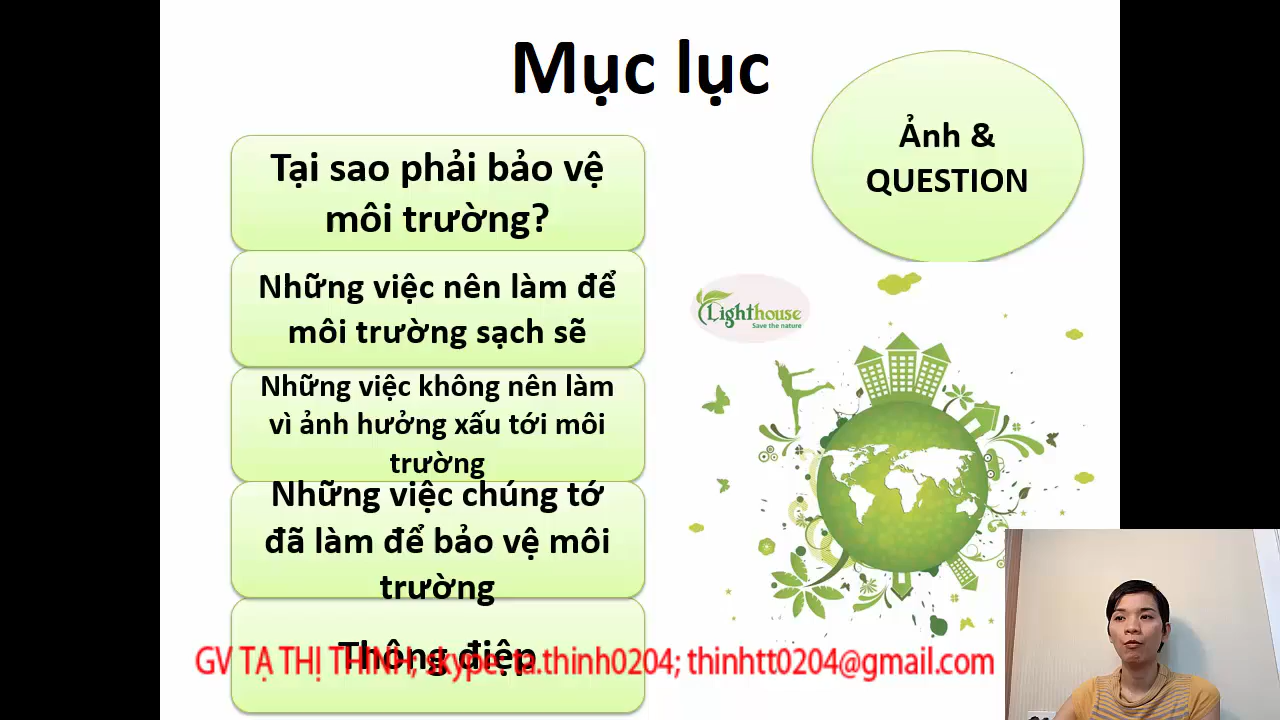 Mục lục
Ảnh &
QUESTION
Tại sao phải bảo vệ
môi trường?
Những việc nên làm để
môi trường sạch sẽ
Những việc không nên làm
vì ảnh hưởng xấu tới môi
trường
Những việc chúng tớ
đã làm để bảo vệ môi
trường
Thông điệp
Lighthouse
Save the nature
GV TẠ THỊ THINH; skype: ta.thinh0204; thinhtt0204@gmail.com